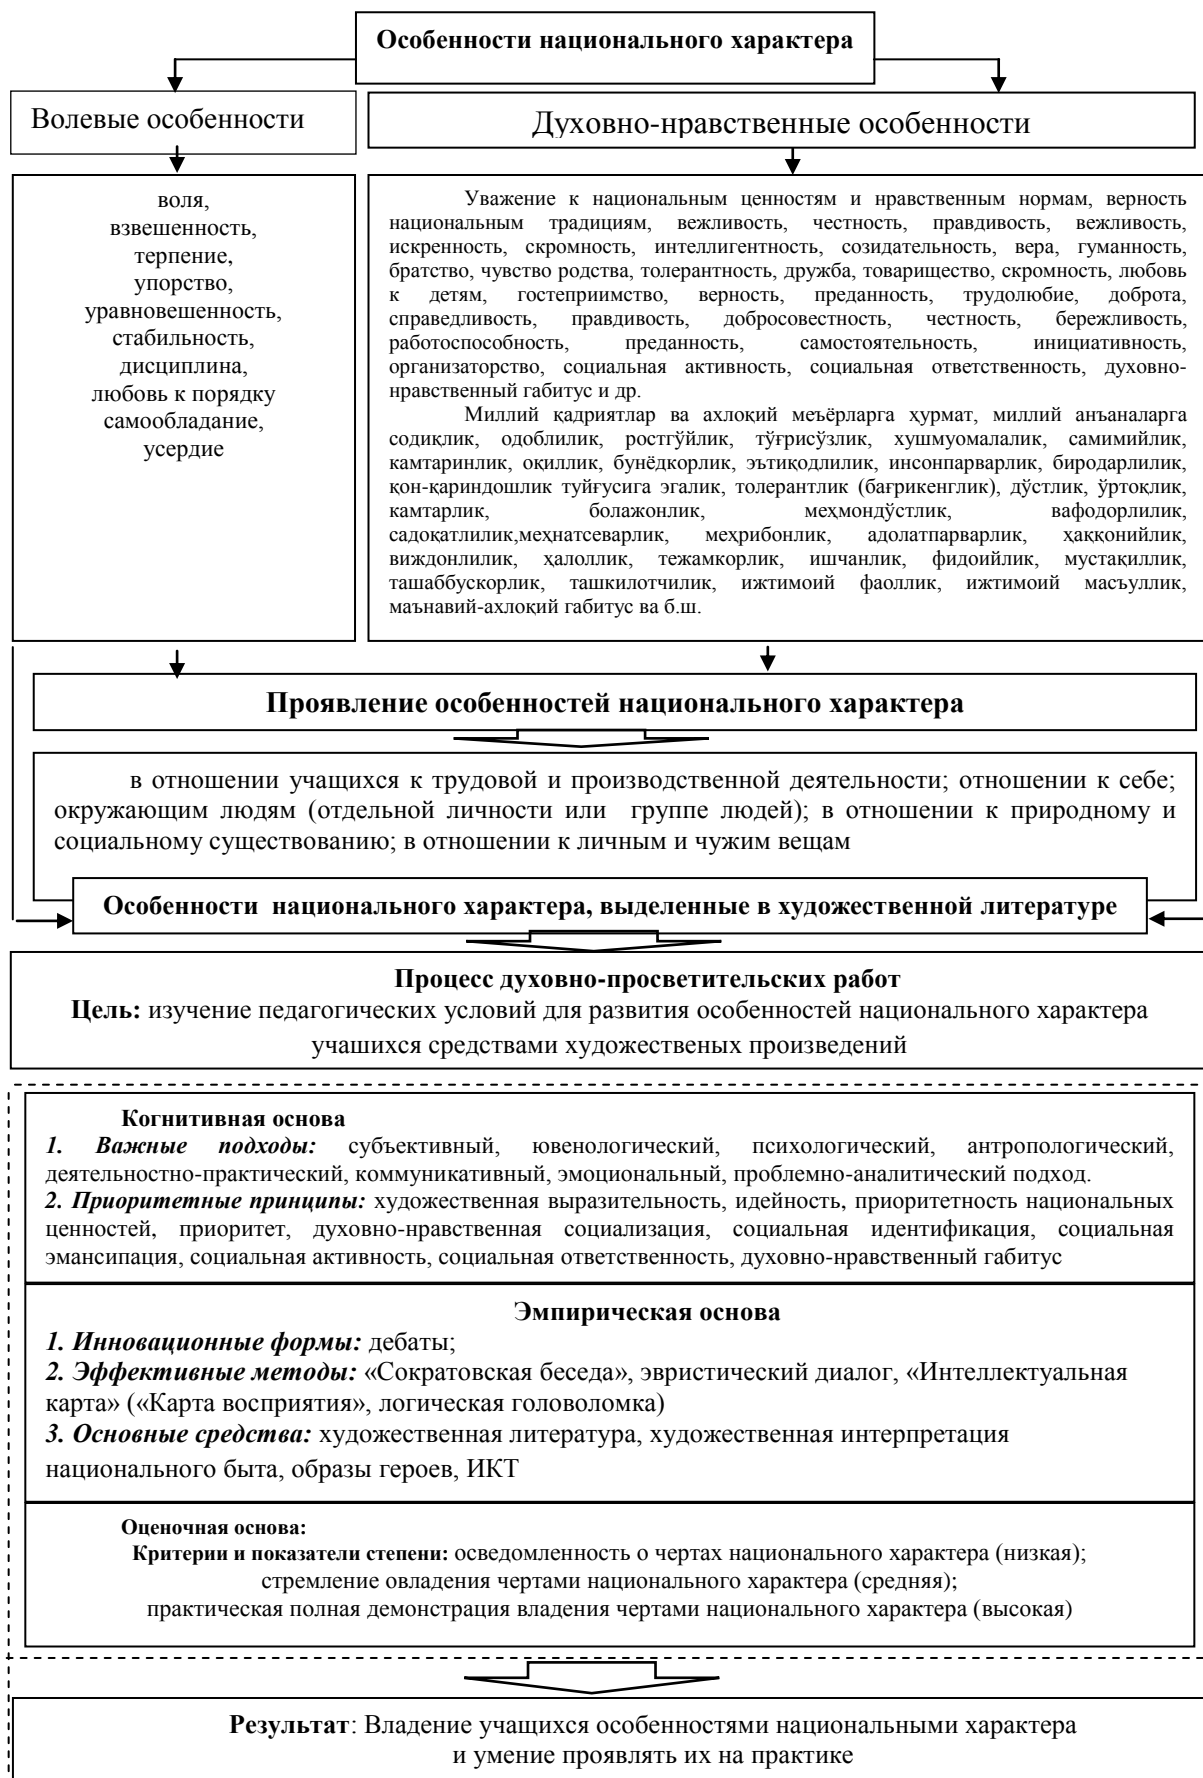 Особенности национального характера
Волевые особенности
Духовно-нравственные особенности
воля,
взвешенность,
терпение,
упорство,
уравновешенность,
стабильность,
дисциплина,
любовь к порядку
самообладание,
усердие
Уважение к национальным ценностям и нравственным нормам, верность
национальным традициям, вежливость, честность, правдивость, вежливость,
искренность, скромность, интеллигентность, созидательность, вера, гуманность,
братство, чувство родства, толерантность, дружба, товарищество, скромность, любовь
к детям, гостеприимство, верность, преданность, трудолюбие, доброта,
справедливость, правдивость, добросовестность, честность, бережливость,
работоспособность, преданность, самостоятельность, инициативность,
организаторство, социальная активность, социальная ответственность, духовно-
нравственный габитус и др.
Миллий қадриятлар ва ахлоқий меъёрларга ҳурмат, миллий анъаналарга
содиқлик, одоблилик, ростгўйлик, тўғрисўзлик, хушмуомалалик, самимийлик,
камтаринлик, оқиллик, бунёдкорлик, эътиқодлилик, инсонпарварлик, биродарлилик,
қон-қариндошлик туйғусига эгалик, толерантлик (бағрикенглик), дўстлик, ўртоқлик,
камтарлик, болажонлик, меҳмондўстлик, вафодорлилик,
садоқатлилик,меҳнатсеварлик, меҳрибонлик, адолатпарварлик, ҳаққонийлик,
виждонлилик, ҳалоллик, тежамкорлик, ишчанлик, фидоийлик, мустақиллик,
ташаббускорлик, ташкилотчилик, ижтимоий фаоллик, ижтимоий масъуллик,
маънавий-ахлоқий габитус ва б.ш.
Проявление особенностей национального характера
в отношении учащихся к трудовой и производственной деятельности; отношении к себе;
окружающим людям (отдельной личности или группе людей); в отношении к природному и
социальному существованию; в отношении к личным и чужим вещам
Особенности национального характера, выделенные в художественной литературе
Процесс духовно-просветительских работ
Цель: изучение педагогических условий для развития особенностей национального характера
учашихся средствами художественых произведений
Когнитивная основа
1. Важные подходы: субъективный, ювенологический, психологический, антропологический,
деятельностно-практический, коммуникативный, эмоциональный, проблемно-аналитический подход.
2. Приоритетные принципы: художественная выразительность, идейность, приоритетность национальных
ценностей, приоритет, духовно-нравственная социализация, социальная идентификация, социальная
эмансипация, социальная активность, социальная ответственность, духовно-нравственный габитус
Эмпирическая основа
1. Инновационные формы: дебаты;
2. Эффективные методы: «Сократовская беседа», эвристический диалог, «Интеллектуальная
карта» («Карта восприятия», логическая головоломка)
3. Основные средства: художественная литература, художественная интерпретация
национального быта, образы героев, ИКТ
Оценочная основа:
Критерии и показатели степени: осведомленность о чертах национального характера (низкая);
стремление овладения чертами национального характера (средняя);
практическая полная демонстрация владения чертами национального характера (высокая)
Результат: Владение учащихся особенностями национальными характера
и умение проявлять их на практике